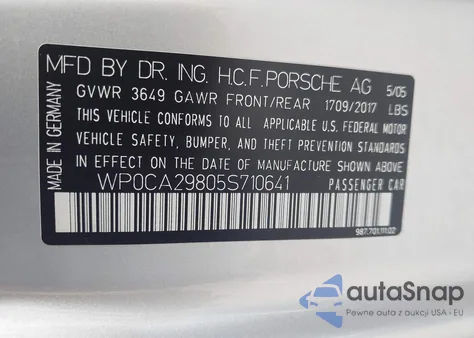 MFD BY DR. ING. H.C.F. PORSCHE AG 5/05
GVWR 3649 GAWR FRONT/REAR 1709/2017 LBS
THIS VEHICLE CONFORMS TO ALL APPLICABLE U.S. FEDERAL MOTOR
VEHICLE SAFETY, BUMPER, AND THEFT PREVENTION STANDARDS
IN EFFECT ON THE DATE OF MANUFACTURE SHOWN ABOVE
WP0CA29805S710641 PASSENGER CAR
MADE IN GERMANY
987.701.111.02
autoSnap
Pewne auta z aukcji USA i EU